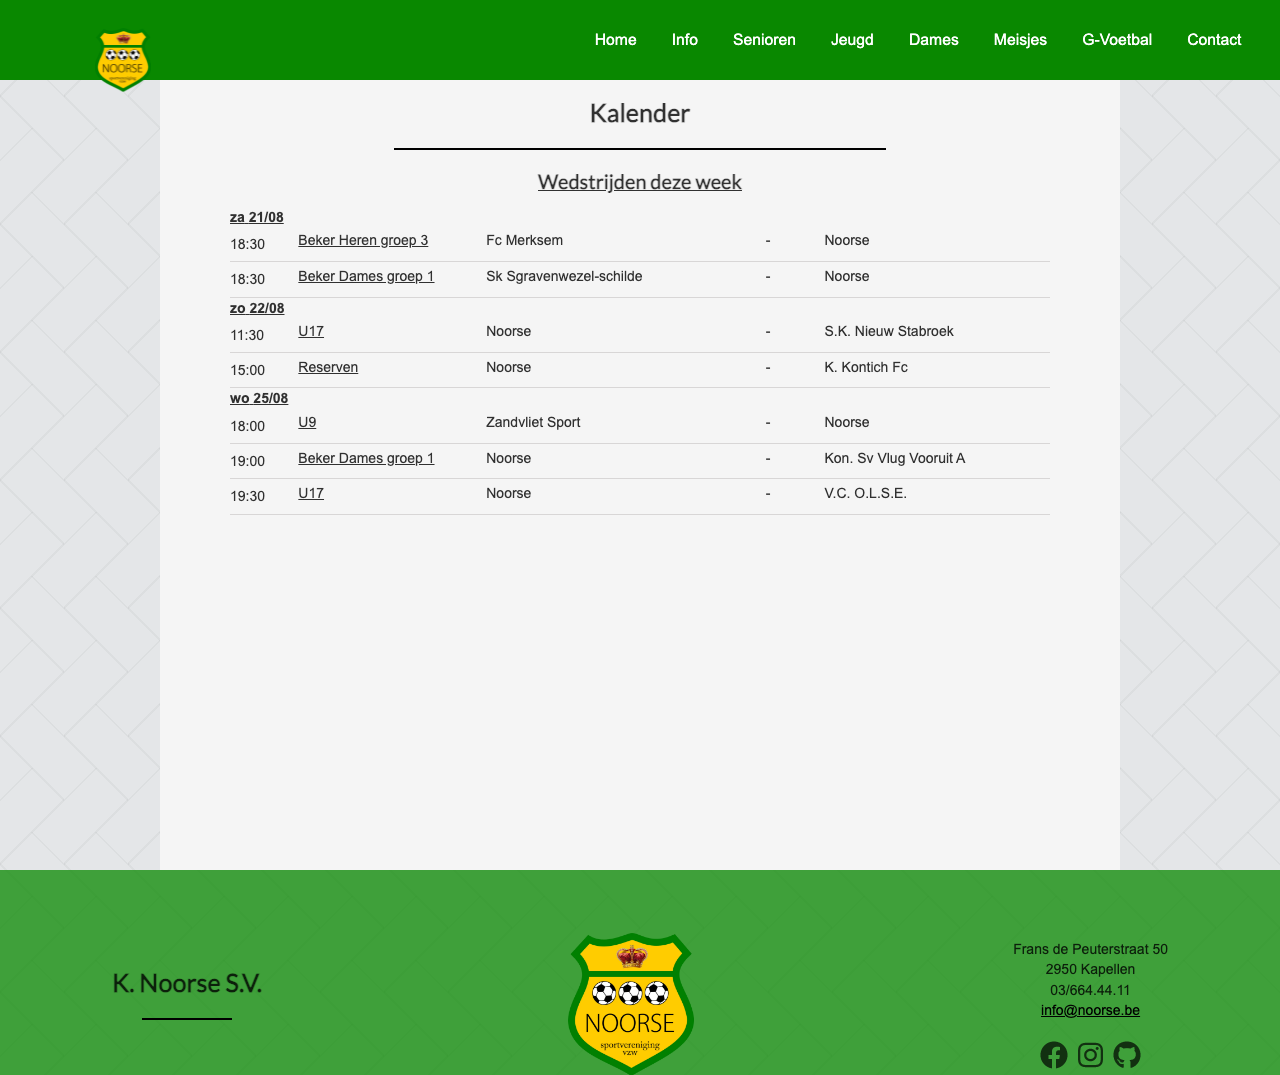 NOORSE
sportvereniging
vzw
Home Info Senioren Jeugd Dames Meisjes G-Voetbal Contact
Kalender
Wedstrijden deze week
za 21/08
18:30 Beker Heren groep 3 Fc Merksem - Noorse
18:30 Beker Dames groep 1 Sk Sgravenwezel-schilde - Noorse
zo 22/08
11:30 U17 Noorse - S.K. Nieuw Stabroek
15:00 Reserven Noorse - K. Kontich Fc
wo 25/08
18:00 U9 Zandvliet Sport - Noorse
19:00 Beker Dames groep 1 Noorse - Kon. Sv Vlug Vooruit A
19:30 U17 Noorse - V.C. O.L.S.E.
K. Noorse S.V.
NOORSE
sportvereniging
vzw
Frans de Peuterstraat 50
2950 Kapellen
03/664.44.11
info@noorse.be